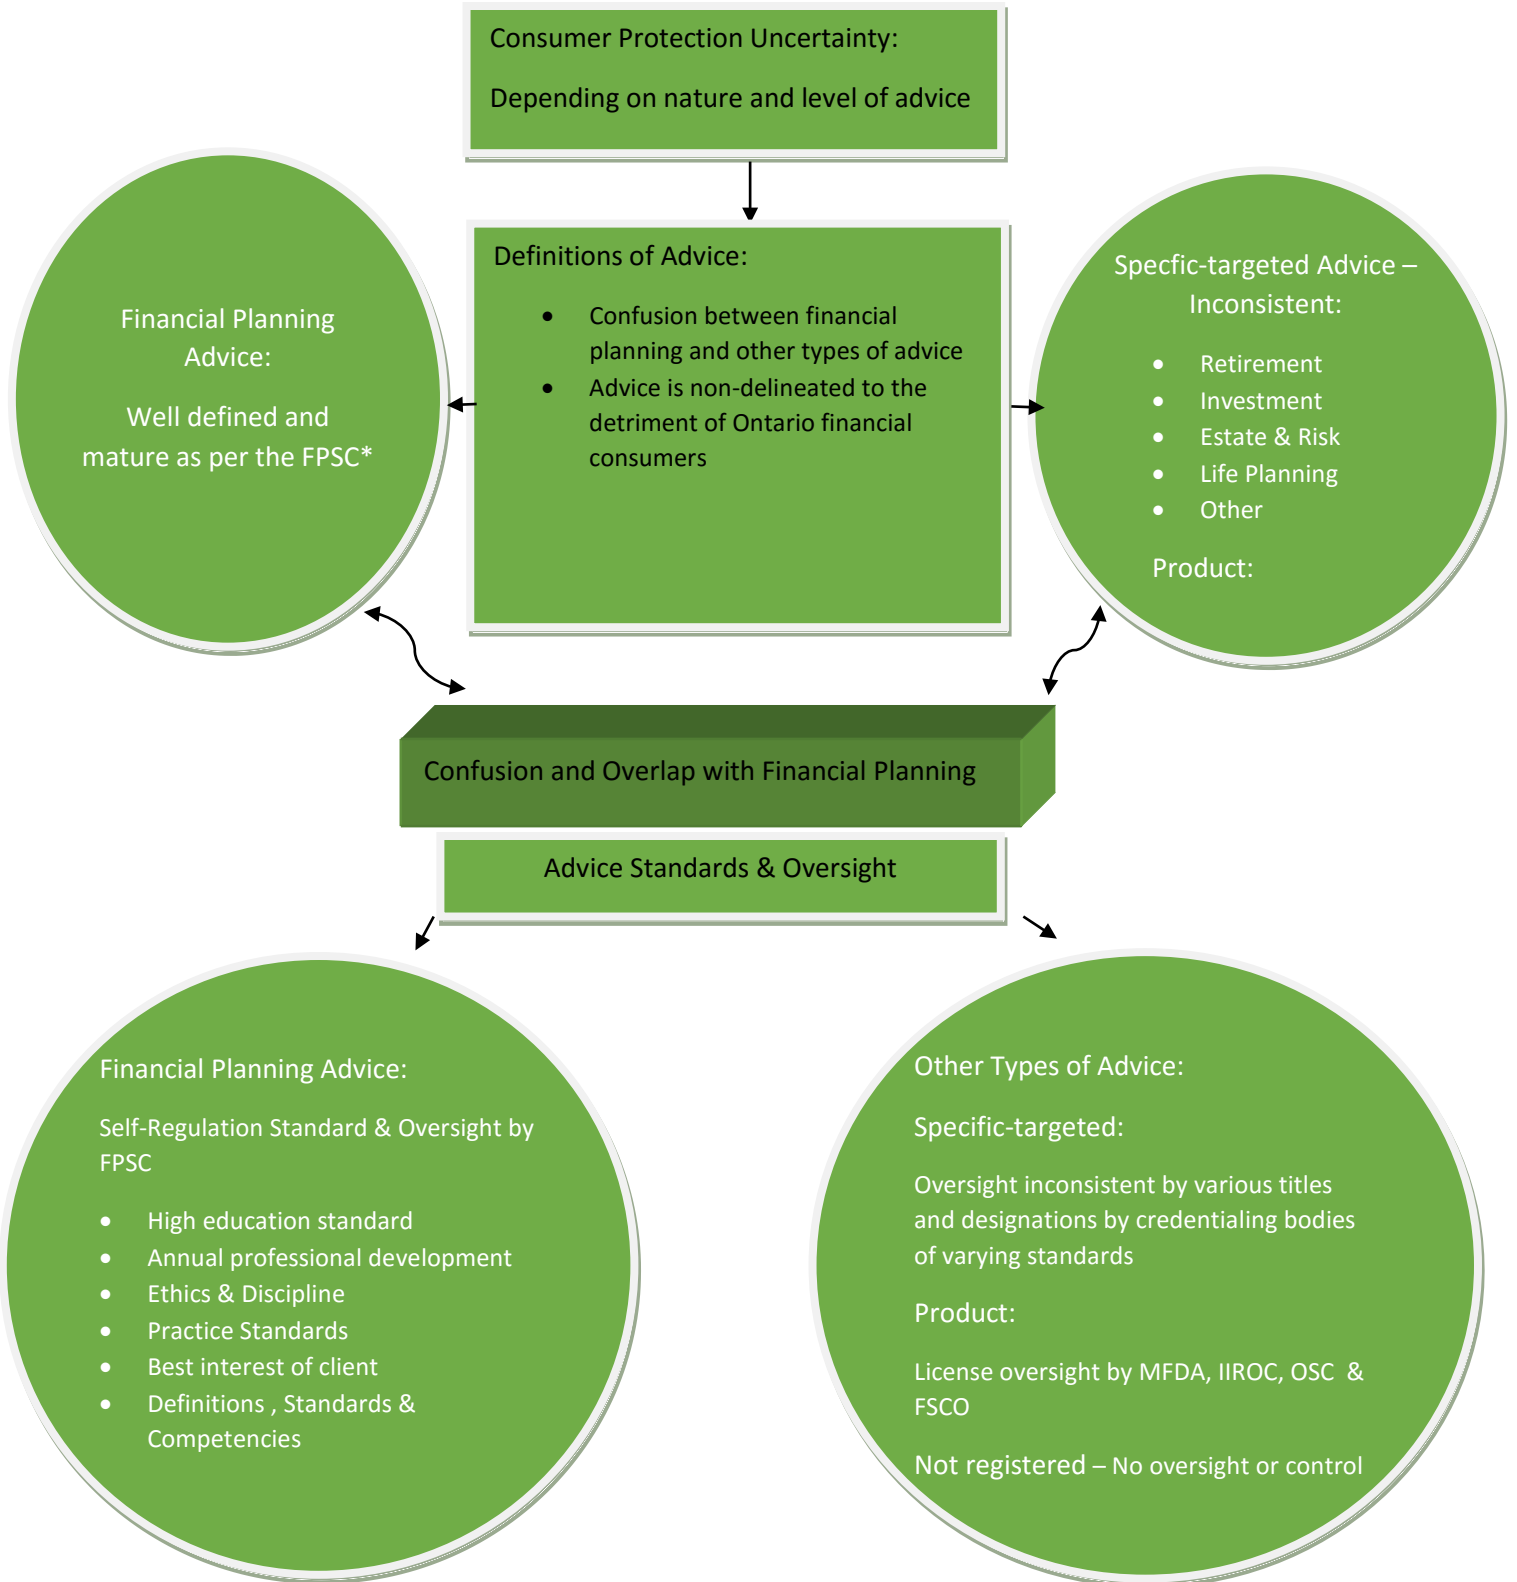 Consumer Protection Uncertainty:
Depending on nature and level of advice
Financial Planning
Advice:
Well defined and
mature as per the FPSC*
Definitions of Advice:
• Confusion between financial
planning and other types of advice
• Advice is non-delineated to the
detriment of Ontario financial
consumers
Specfic-targeted Advice –
Inconsistent:
• Retirement
• Investment
• Estate & Risk
• Life Planning
• Other
Product:
Confusion and Overlap with Financial Planning
Advice Standards & Oversight
Financial Planning Advice:
Self-Regulation Standard & Oversight by
FPSC
• High education standard
• Annual professional development
• Ethics & Discipline
• Practice Standards
• Best interest of client
• Definitions , Standards &
Competencies
Other Types of Advice:
Specific-targeted:
Oversight inconsistent by various titles
and designations by credentialing bodies
of varying standards
Product:
License oversight by MFDA, IIROC, OSC  &
FSCO
Not registered – No oversight or control